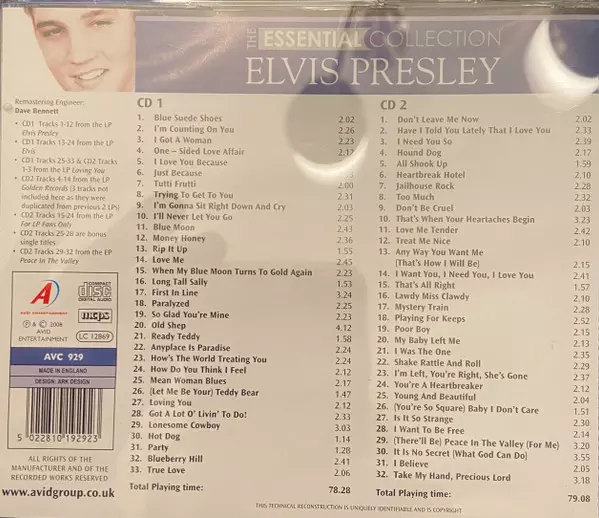 THE ESSENTIAL COLLECTION
ELVIS PRESLEY
Remastering Engineer:
Dave Bennett
• CD1 Tracks 1-12 from the LP
Elvis Presley
• CD1 Tracks 13-24 from the LP
Elvis
• CD1 Tracks 25-33 & CD2 Tracks
1-3 from the LP Loving You
• CD2 Tracks 4-14 from the LP
Golden Records (3 tracks
not included here as they were
duplicated from previous 2 LPs)
• CD2 Tracks 15-24 from the LP
For LP Fans Only
• CD2 Tracks 25-28 are bonus
single titles
• CD2 Tracks 29-32 from the EP
Peace In The Valley
A
AVID ENTERTAINMENT
COMPACT
disc
DIGITAL AUDIO
mcps
℗ & © 2008
AVID
ENTERTAINMENT
LC 12869
AVC 929
MADE IN ENGLAND
DESIGN: ARK DESIGN
5 022810 192923
ALL RIGHTS OF THE
MANUFACTURER AND OF THE
RECORDED WORKS RESERVED
www.avidgroup.co.uk
CD 1
1. Blue Suede Shoes 2.02
2. I'm Counting On You 2.26
3. I Got A Woman 2.23
4. One – Sided Love Affair 2.17
5. I Love You Because
6. Just Because
7. Tutti Frutti 2.00
8. Trying To Get To You 2.31
9. I'm Gonna Sit Right Down And Cry 2.03
10. I'll Never Let You Go 2.25
11. Blue Moon 2.43
12. Money Honey 2.36
13. Rip It Up 1.55
14. Love Me 2.45
15. When My Blue Moon Turns To Gold Again 2.23
16. Long Tall Sally 1.53
17. First In Line 3.24
18. Paralyzed 2.25
19. So Glad You're Mine 2.23
20. Old Shep 4.12
21. Ready Teddy 1.58
22. Anyplace Is Paradise 2.24
23. How's The World Treating You
24. How Do You Think I Feel
25. Mean Woman Blues
26. (Let Me Be Your) Teddy Bear
27. Loving You 2.12
28. Got A Lot O' Livin' To Do! 2.33
29. Lonesome Cowboy 3.03
30. Hot Dog 1.14
31. Party 1.28
32. Blueberry Hill 2.41
33. True Love 2.06
Total Playing time: 78.28
CD 2
1. Don't Leave Me Now 2.02
2. Have I Told You Lately That I Love You 2.33
3. I Need You So 2.39
4. Hound Dog 2.17
5. All Shook Up 1.59
6. Heartbreak Hotel 2.10
7. Jailhouse Rock 2.28
8. Too Much 2.32
9. Don't Be Cruel 2.03
10. That's When Your Heartaches Begin 3.23
11. Love Me Tender 2.42
12. Treat Me Nice 2.10
13. Any Way You Want Me
(That's How I Will Be) 2.15
14. I Want You, I Need You, I Love You 2.41
15. That's All Right 1.57
16. Lawdy Miss Clawdy 2.10
17. Mystery Train 2.28
18. Playing For Keeps 2.52
19. Poor Boy 2.15
20. My Baby Left Me
21. I Was The One
22. Shake Rattle And Roll
23. I'm Left, You're Right, She's Gone 2.37
24. You're A Heartbreaker 2.12
25. Young And Beautiful 2.04
26. (You're So Square) Baby I Don't Care 1.51
27. Is It So Strange 2.30
28. I Want To Be Free 2.14
29. (There'll Be) Peace In The Valley (For Me) 3.20
30. It Is No Secret (What God Can Do) 3.55
31. I Believe 2.05
32. Take My Hand, Precious Lord 3.18
Total Playing time: 79.08
THIS TECHNICAL RECONSTRUCTION IS UNIQUELY IDENTIFIABLE AND IS COPYRIGHT